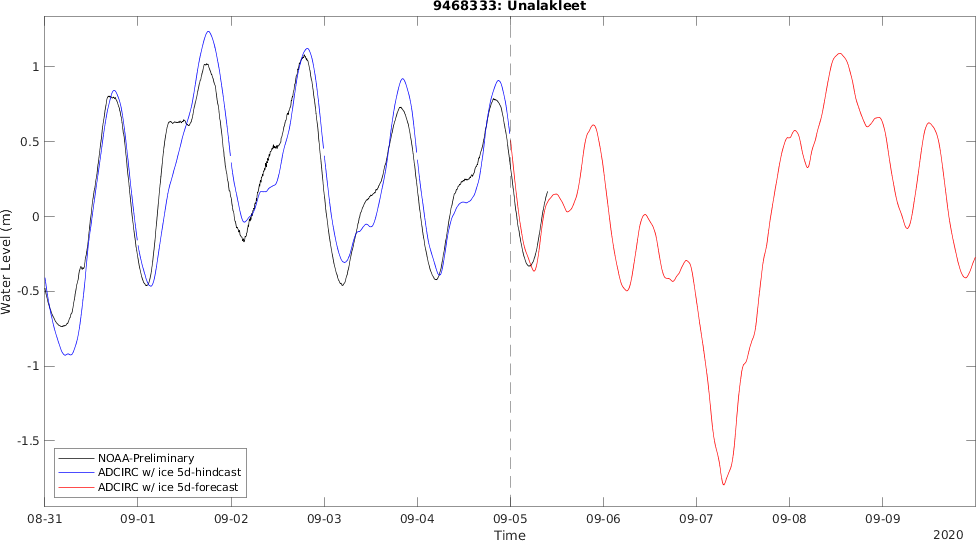 9468333: Unalakleet
1
0.5
0
-0.5
-1
-1.5
Water Level (m)
NOAA-Preliminary
ADCIRC w/ ice 5d-hindcast
ADCIRC w/ ice 5d-forecast
08-31 09-01 09-02 09-03 09-04 09-05 09-06 09-07 09-08 09-09
Time
2020